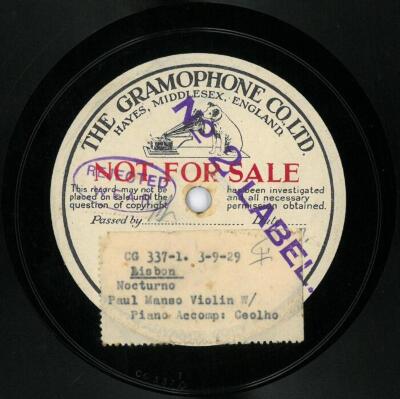 THE GRAMOPHONE CO. LTD.
HAYES, MIDDLESEX, ENGLAND
No 2 LABEL.
REJECTED
NOT FOR SALE
This record may not be
placed on sale until the
question of copyright
has been investigated
and all necessary
permission obtained.
Passed by
CG 337-1. 3-9-29
Lisbon
Nocturno
Paul Manso Violin W/
Piano Accomp: Ceolho